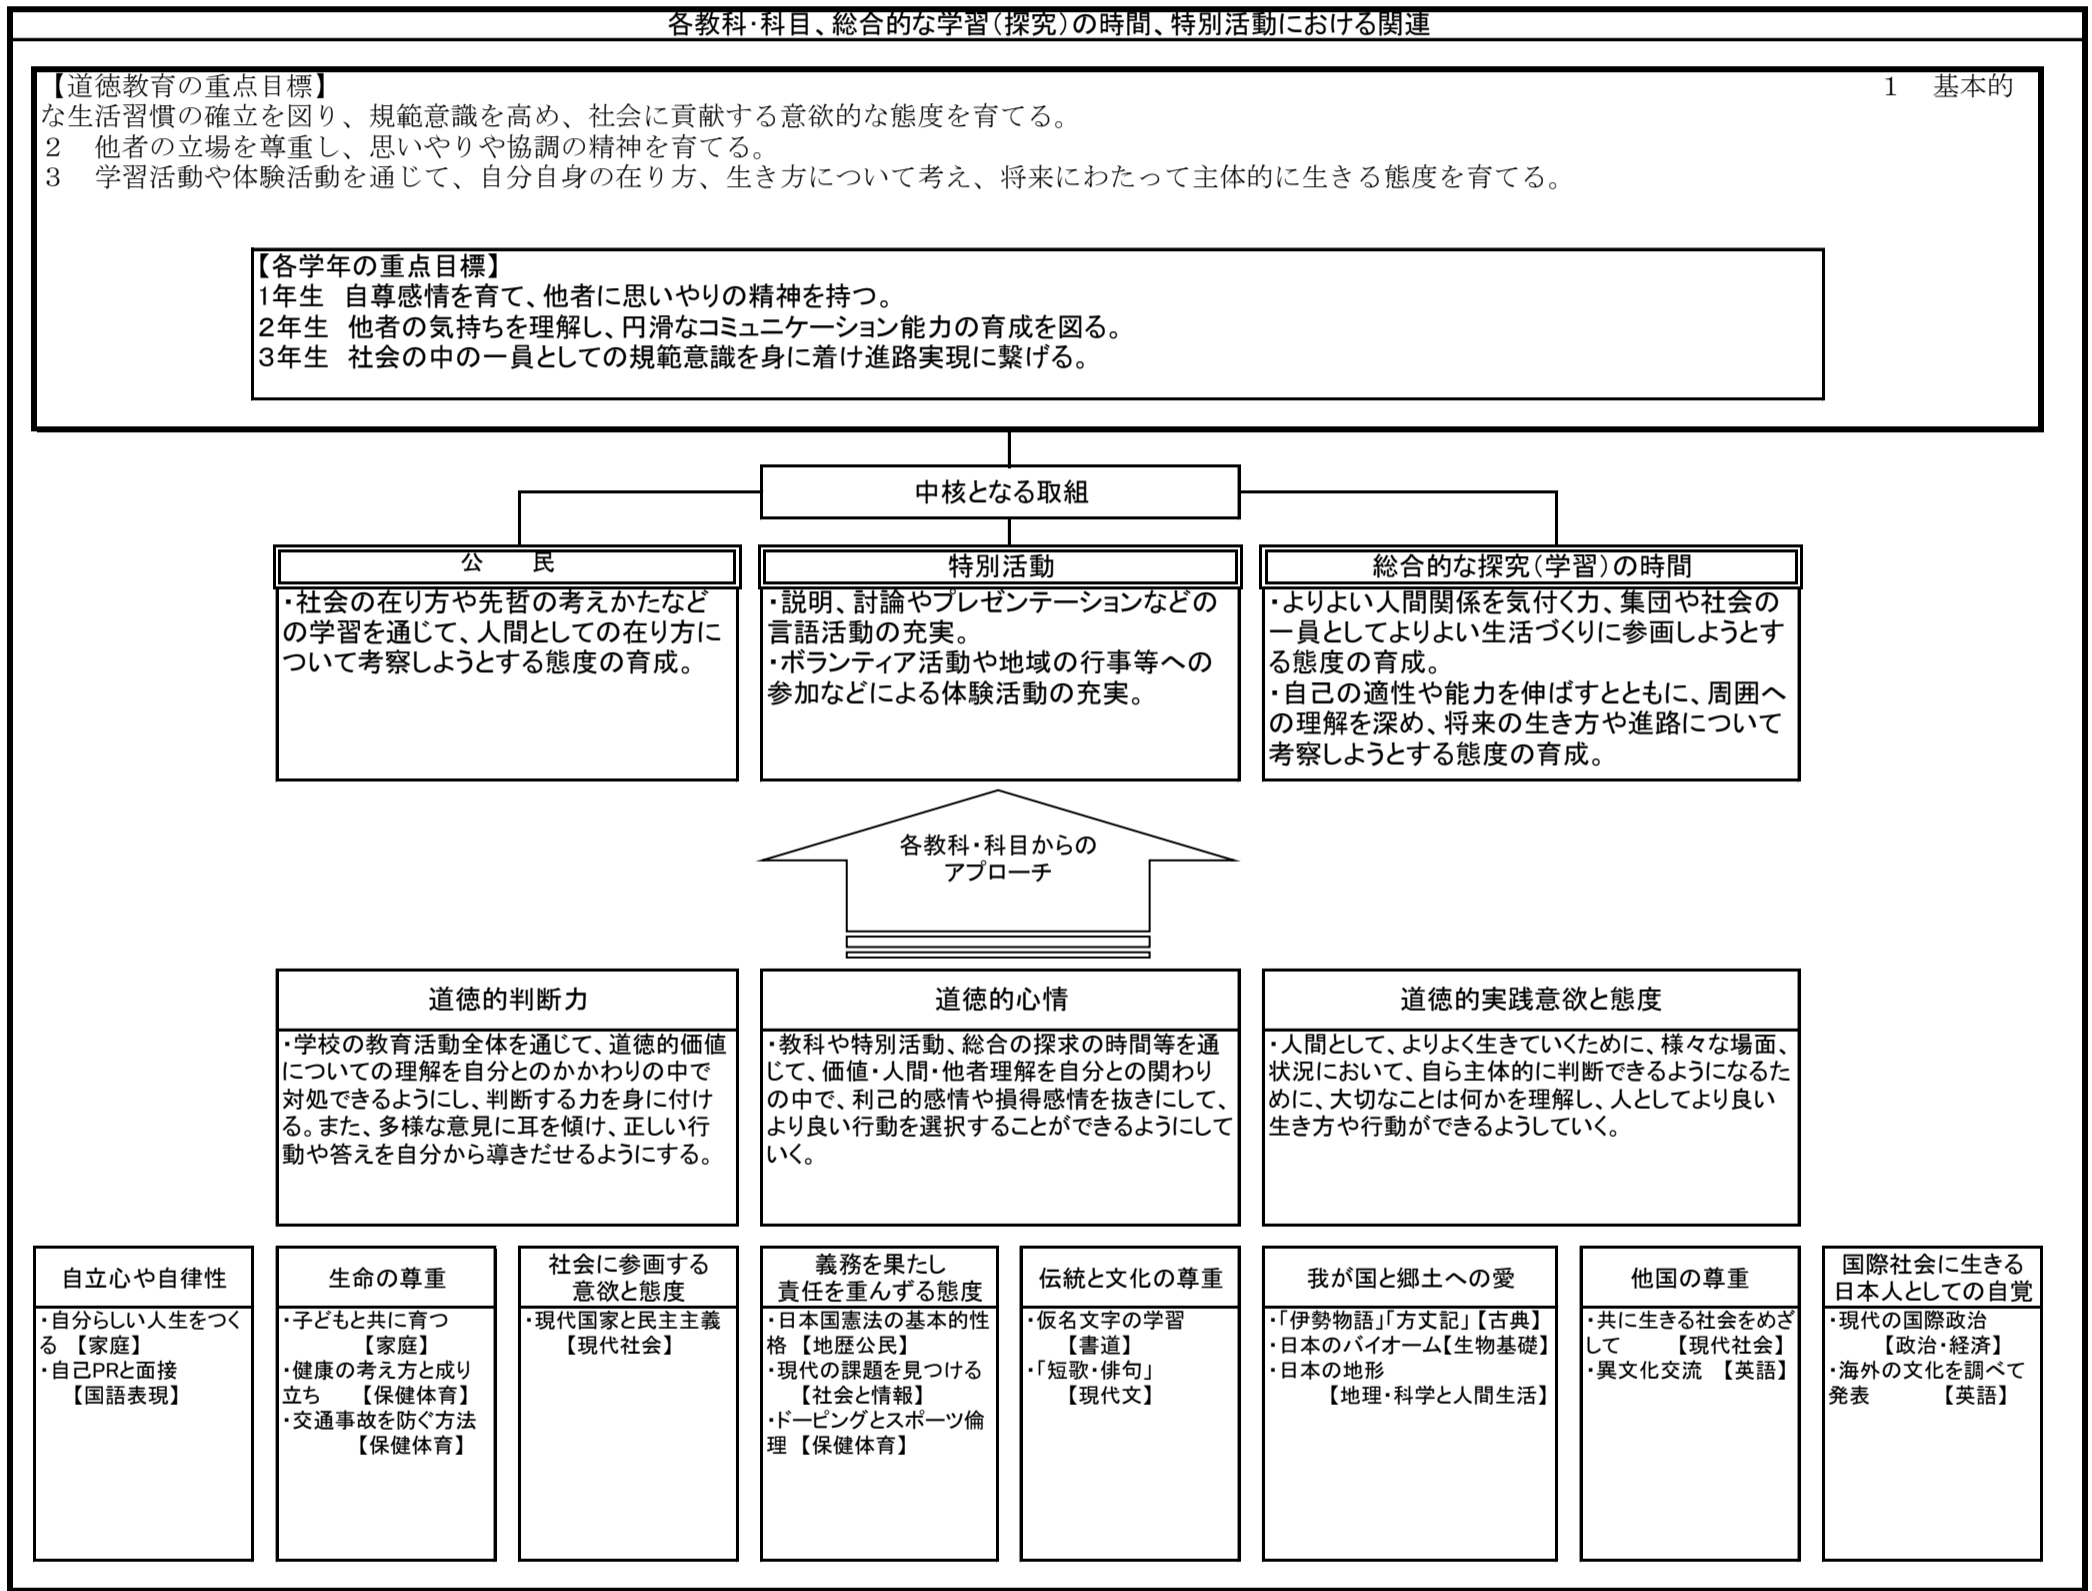 各教科・科目、総合的な学習（探究）の時間、特別活動における関連
【道徳教育の重点目標】　1　基本的
な生活習慣の確立を図り、規範意識を高め、社会に貢献する意欲的な態度を育てる。
2　他者の立場を尊重し、思いやりや協調の精神を育てる。
3　学習活動や体験活動を通じて、自分自身の在り方、生き方について考え、将来にわたって主体的に生きる態度を育てる。
【各学年の重点目標】
1年生　自尊感情を育て、他者に思いやりの精神を持つ。
2年生　他者の気持ちを理解し、円滑なコミュニケーション能力の育成を図る。
3年生　社会の中の一員としての規範意識を身に着け進路実現に繋げる。
中核となる取組
公　民
・社会の在り方や先哲の考えかたなど
の学習を通じて、人間としての在り方に
ついて考察しようとする態度の育成。
特別活動
・説明、討論やプレゼンテーションなどの
言語活動の充実。
・ボランティア活動や地域の行事等への
参加などによる体験活動の充実。
総合的な探究（学習）の時間
・よりよい人間関係を気付く力、集団や社会の
一員としてよりよい生活づくりに参画しようとす
る態度の育成。
・自己の適性や能力を伸ばすとともに、周囲へ
の理解を深め、将来の生き方や進路について
考察しようとする態度の育成。
各教科・科目からの
アプローチ
道徳的判断力
・学校の教育活動全体を通じて、道徳的価値
についての理解を自分とのかかわりの中で
対処できるようにし、判断する力を身に付け
る。また、多様な意見に耳を傾け、正しい行
動や答えを自分から導きだせるようにする。
道徳的心情
・教科や特別活動、総合の探求の時間等を通
じて、価値・人間・他者理解を自分との関わり
の中で、利己的感情や損得感情を抜きにして、
より良い行動を選択することができるようにして
いく。
道徳的実践意欲と態度
・人間として、よりよく生きていくために、様々な場面、
状況において、自ら主体的に判断できるようになるた
めに、大切なことは何かを理解し、人としてより良い
生き方や行動ができるようしていく。
自立心や自律性
・自分らしい人生をつく
る 【家庭】
・自己PRと面接
【国語表現】
生命の尊重
・子どもと共に育つ
【家庭】
・健康の考え方と成り
立ち　【保健体育】
・交通事故を防ぐ方法
【保健体育】
社会に参画する
意欲と態度
・現代国家と民主主義
【現代社会】
義務を果たし
責任を重んずる態度
・日本国憲法の基本的性
格 【地歴公民】
・現代の課題を見つける
【社会と情報】
・ドーピングとスポーツ倫
理 【保健体育】
伝統と文化の尊重
・仮名文字の学習
【書道】
・「短歌・俳句」
【現代文】
我が国と郷土への愛
・「伊勢物語」「方丈記」【古典】
・日本のバイオーム【生物基礎】
・日本の地形
【地理・科学と人間生活】
他国の尊重
・共に生きる社会をめざ
して　【現代社会】
・異文化交流　【英語】
国際社会に生きる
日本人としての自覚
・現代の国際政治
【政治・経済】
・海外の文化を調べて
発表　【英語】